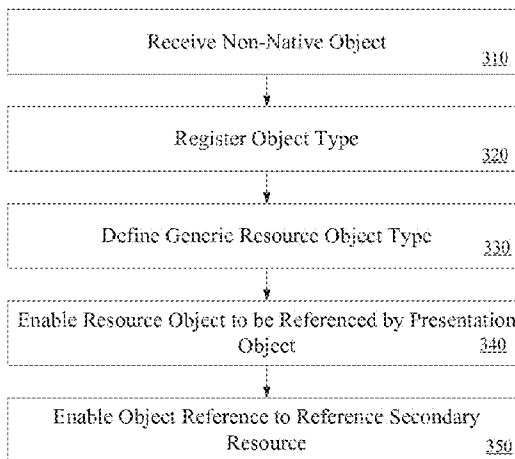 Receive Non-Native Object
310
Register Object Type
320
Define Generic Resource Object Type
330
Enable Resource Object to be Referenced by Presentation
Object
340
Enable Object Reference to Reference Secondary
Resource
350